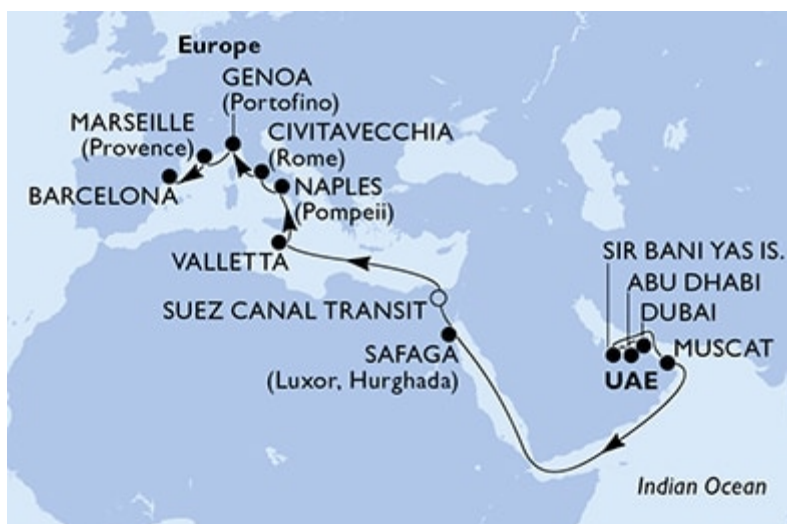 Europe
GENOA
(Portofino)
MARSEILLE
(Provence)
CIVITAVECCHIA
(Rome)
BARCELONA
NAPLES
(Pompeii)
VALLETTA
SUEZ CANAL TRANSIT
SAFAGA
(Luxor, Hurghada)
SIR BANI YAS IS.
ABU DHABI
DUBAI
MUSCAT
UAE
Indian Ocean